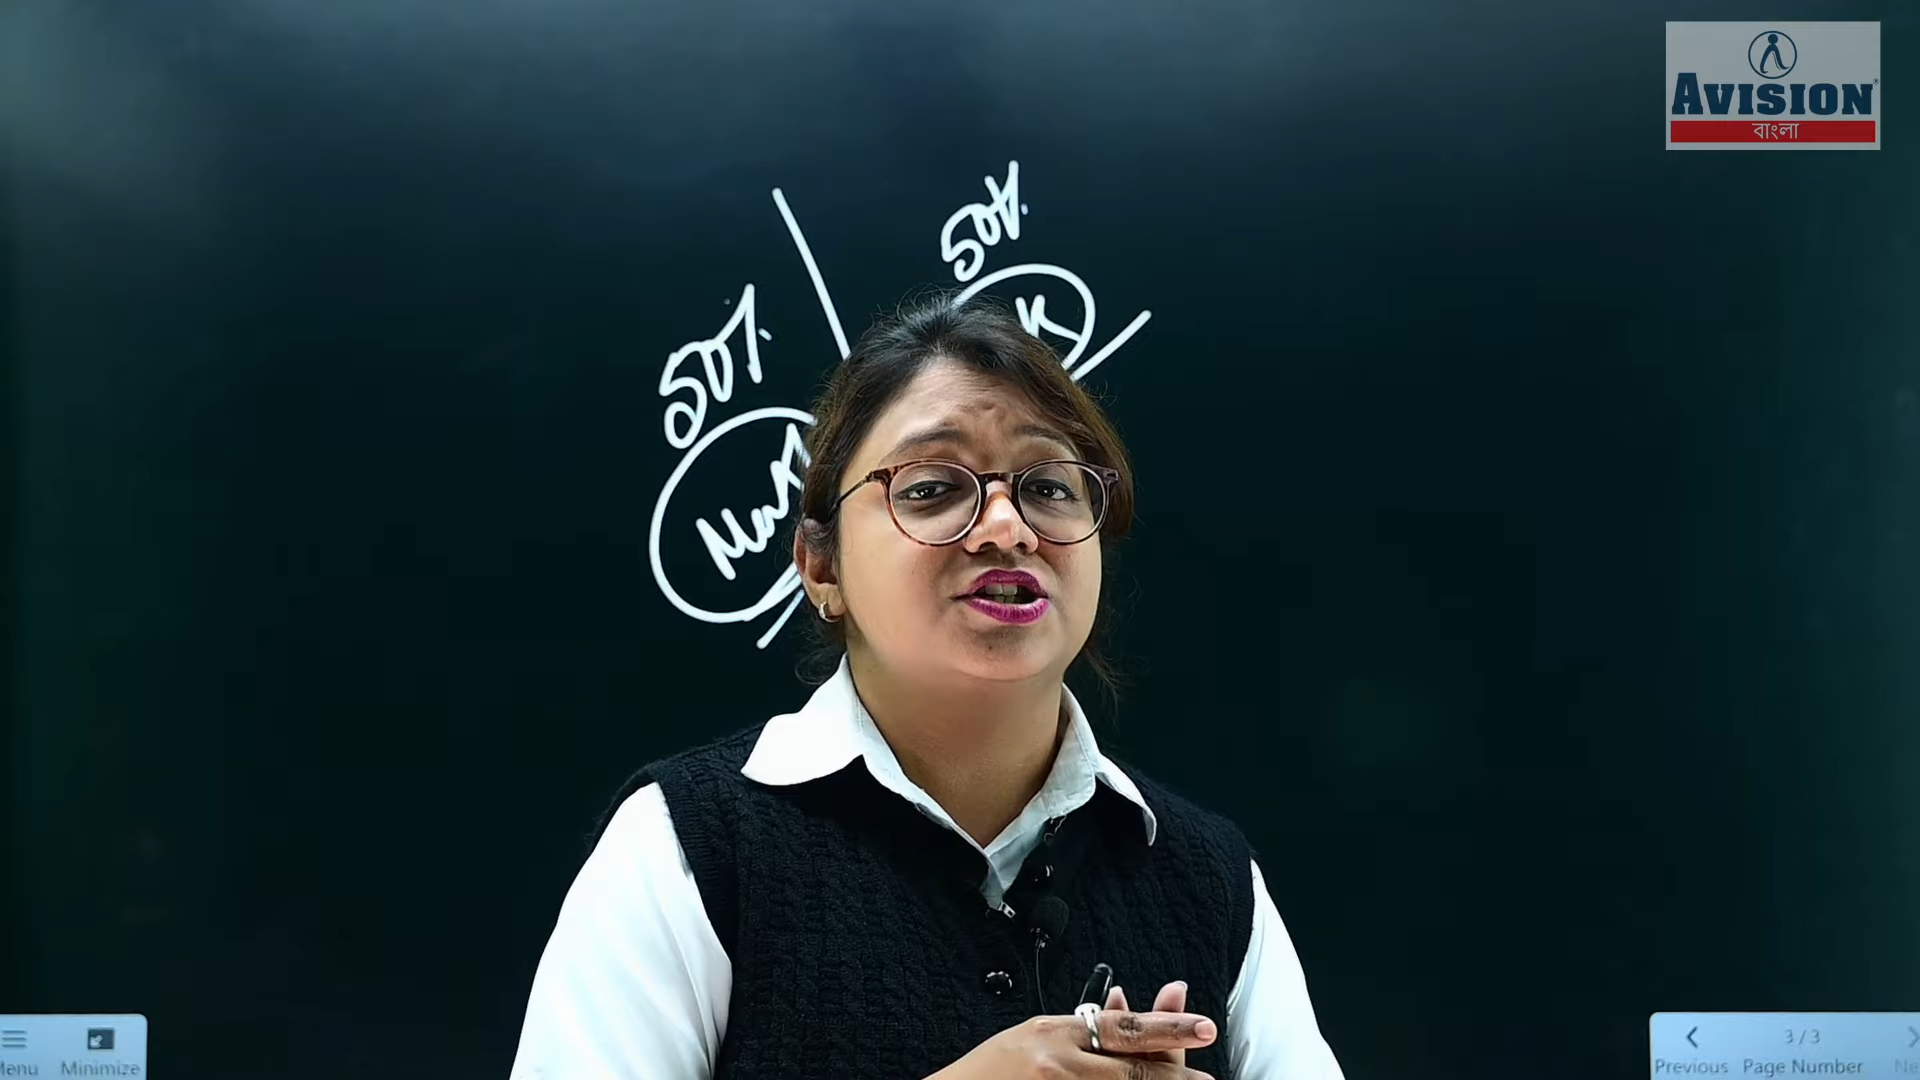 AVISION
বাংলা
50%
50%
Menu
Minimize
3/3
Previous
Page Number